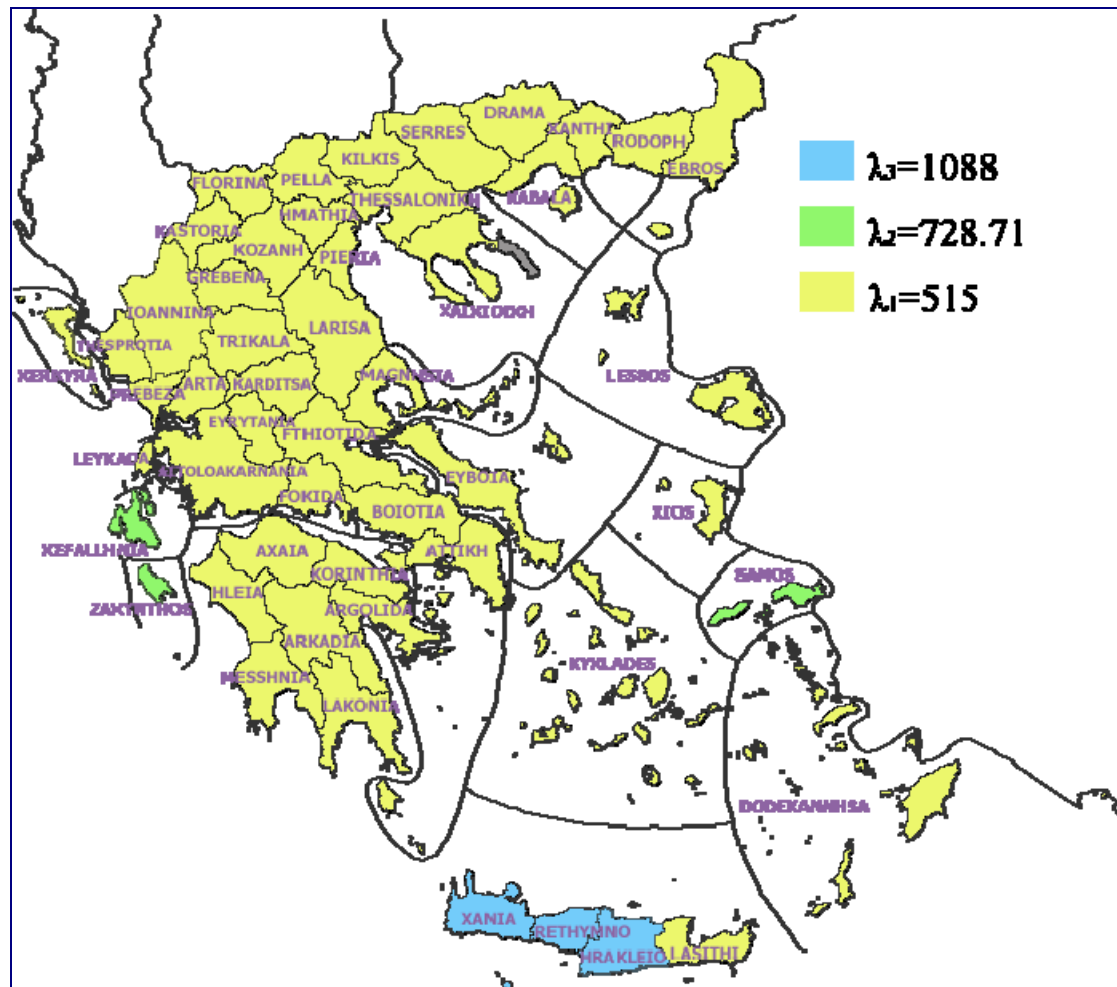 DRAMA
SERRES
XANTHI
RODOPH
EBROS
KILKIS
PELLA
FLORINA
THESSALONIKH
KABALA
HMATHIA
KASTORIA
KOZANH
PIERIA
GREBENA
XALKIDIKH
IOANNINA
LARISA
THESPROTIA
TRIKALA
KERKYRA
MAGNHSIA
LESBOS
ARTA
KARDITSA
PREBEZA
EYRYTANIA
FTHIOTIDA
LEYKADA
AITOLOAKARNANIA
EYBOIA
FOKIDA
BOIOTIA
XIOS
KEFALLHNIA
AXAIA
ATTIKH
KORINTHIA
SAMOS
ZAKYNTHOS
HLEIA
ARGOLIDA
ARKADIA
KYKLADES
MESSHNIA
LAKONIA
DODEKANNHSA
XANIA
RETHYMNO
HRAKLEIO
LASITHI
λ3=1088
λ2=728.71
λ1=515